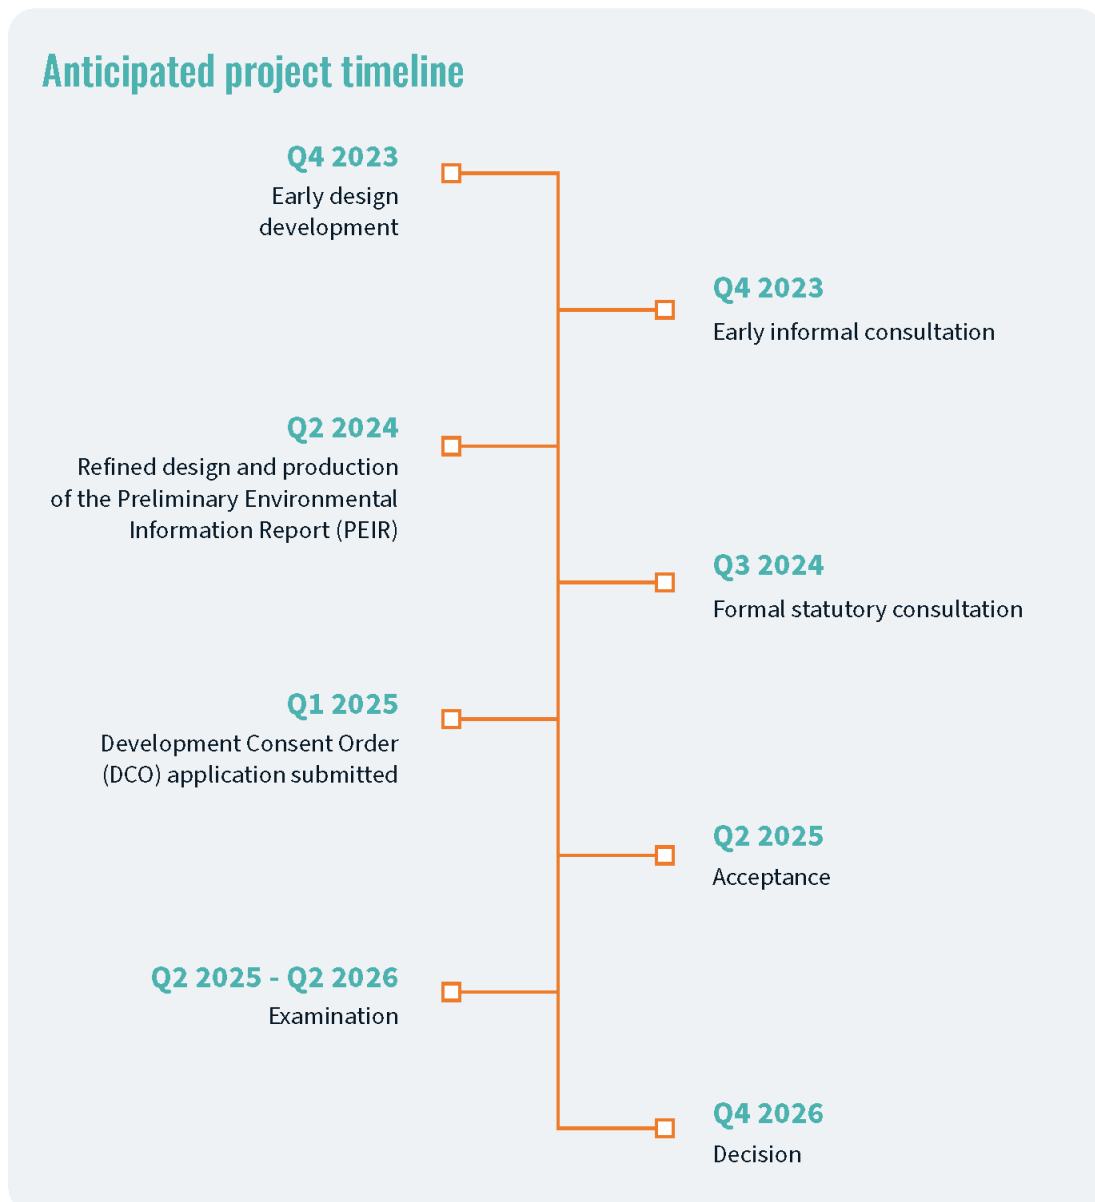 Anticipated project timeline
Q4 2023
Early design
development
Q4 2023
Early informal consultation
Q2 2024
Refined design and production
of the Preliminary Environmental
Information Report (PEIR)
Q3 2024
Formal statutory consultation
Q1 2025
Development Consent Order
(DCO) application submitted
Q2 2025
Acceptance
Q2 2025 - Q2 2026
Examination
Q4 2026
Decision